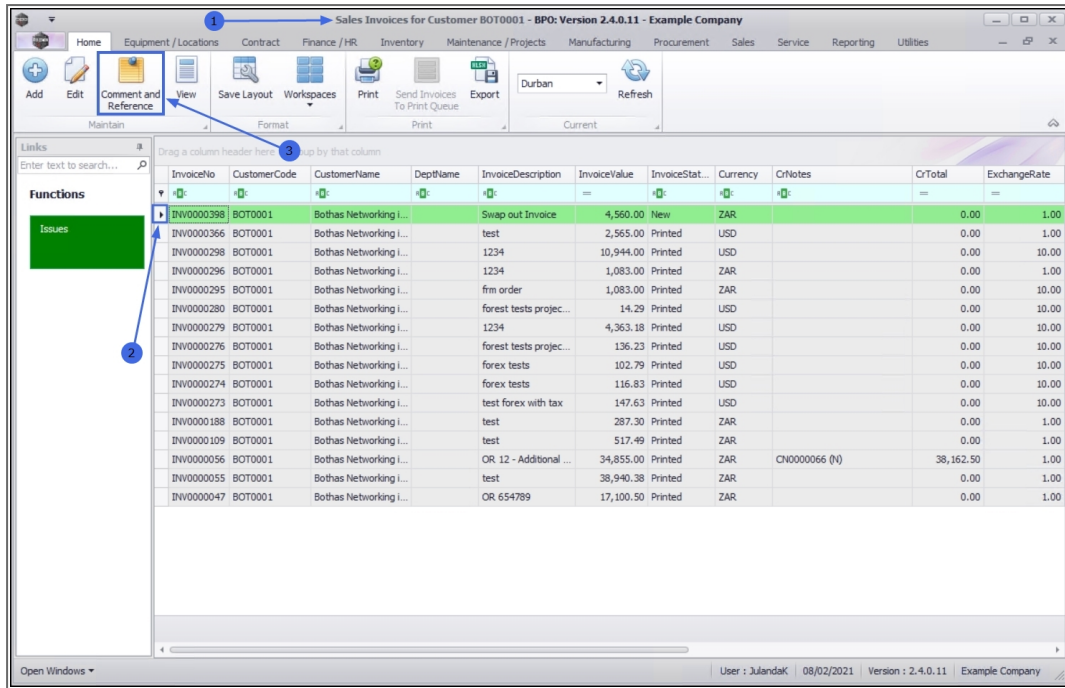 1
Sales Invoices for Customer BOT0001 - BPO: Version 2.4.0.11 - Example Company
Home Equipment / Locations Contract Finance / HR Inventory Maintenance / Projects Manufacturing Procurement Sales Service Reporting Utilities
Add Edit Comment and Reference View Save Layout Workspaces Print Send Invoices To Print Queue Export Durban Refresh
Maintain Format Print Current
3
Links
Drag a column header here up by that column
Enter text to search...
Functions
Issues
InvoiceNo CustomerCode CustomerName DeptName InvoiceDescription InvoiceValue InvoiceStat... Currency CrNotes CrTotal ExchangeRate
INV0000398 BOT0001 Bothas Networking i... Swap out Invoice 4,560.00 New ZAR 0.00 1.00
INV0000366 BOT0001 Bothas Networking i... test 2,565.00 Printed USD 0.00 1.00
INV0000298 BOT0001 Bothas Networking i... 1234 10,944.00 Printed USD 0.00 10.00
INV0000296 BOT0001 Bothas Networking i... 1234 1,083.00 Printed ZAR 0.00 1.00
INV0000295 BOT0001 Bothas Networking i... frm order 1,083.00 Printed USD 0.00 10.00
INV0000280 BOT0001 Bothas Networking i... forest tests projec... 14.29 Printed USD 0.00 10.00
INV0000279 BOT0001 Bothas Networking i... 1234 4,363.18 Printed USD 0.00 10.00
INV0000276 BOT0001 Bothas Networking i... forest tests projec... 136.23 Printed USD 0.00 10.00
INV0000275 BOT0001 Bothas Networking i... forex tests 102.79 Printed USD 0.00 10.00
INV0000274 BOT0001 Bothas Networking i... forex tests 116.83 Printed USD 0.00 10.00
INV0000273 BOT0001 Bothas Networking i... test forex with tax 147.63 Printed USD 0.00 10.00
INV0000188 BOT0001 Bothas Networking i... test 287.30 Printed ZAR 0.00 1.00
INV0000109 BOT0001 Bothas Networking i... test 517.49 Printed ZAR 0.00 1.00
INV0000056 BOT0001 Bothas Networking i... OR 12 - Additional ... 34,855.00 Printed ZAR CN0000066 (N) 38,162.50 1.00
INV0000055 BOT0001 Bothas Networking i... test 38,940.38 Printed ZAR 0.00 1.00
INV0000047 BOT0001 Bothas Networking i... OR 654789 17,100.50 Printed ZAR 0.00 1.00
2
Open Windows User : JulandaK 08/02/2021 Version : 2.4.0.11 Example Company